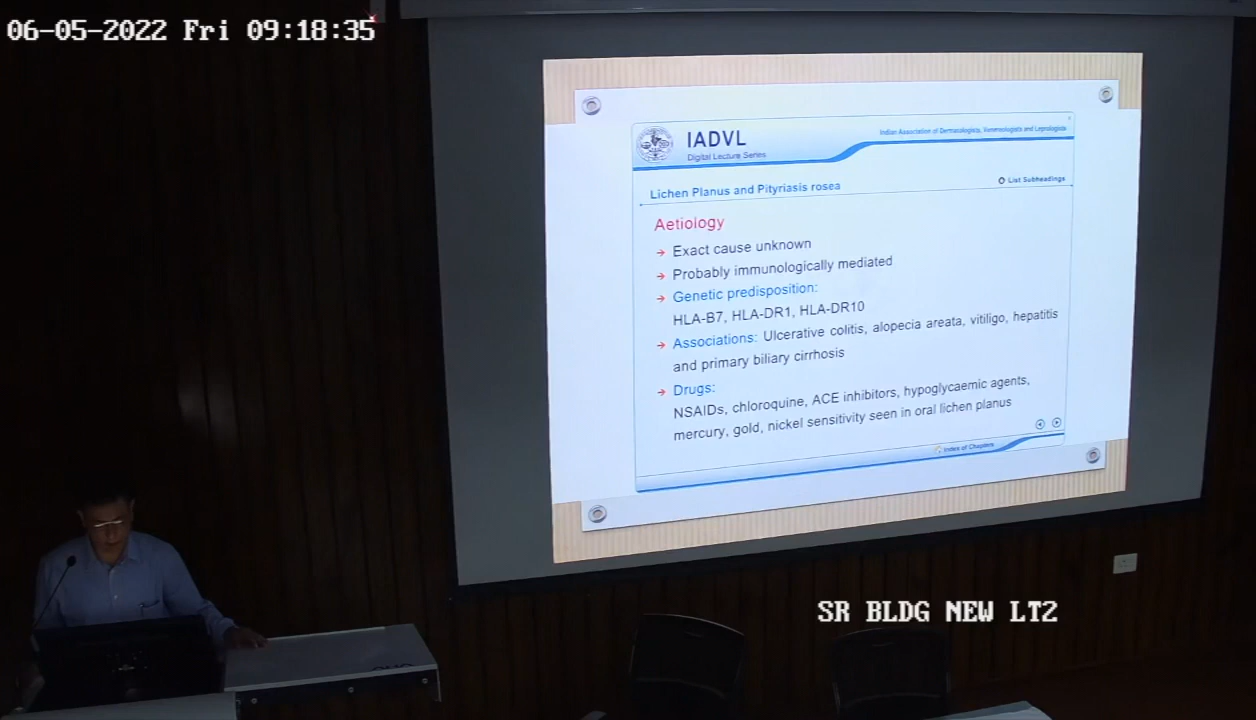 06-05-2022 Fri 09:18:35
IADVL
Digital Lecture Series
Indian Association of Dermatologists, Venereologists and Leprologists
Lichen Planus and Pityriasis rosea
List Subheadings
Aetiology
→ Exact cause unknown
→ Probably immunologically mediated
→ Genetic predisposition:
HLA-B7, HLA-DR1, HLA-DR10
→ Associations: Ulcerative colitis, alopecia areata, vitiligo, hepatitis
and primary biliary cirrhosis
→ Drugs:
NSAIDs, chloroquine, ACE inhibitors, hypoglycaemic agents,
mercury, gold, nickel sensitivity seen in oral lichen planus
Index of Chapters
SR BLDG NEW LT2